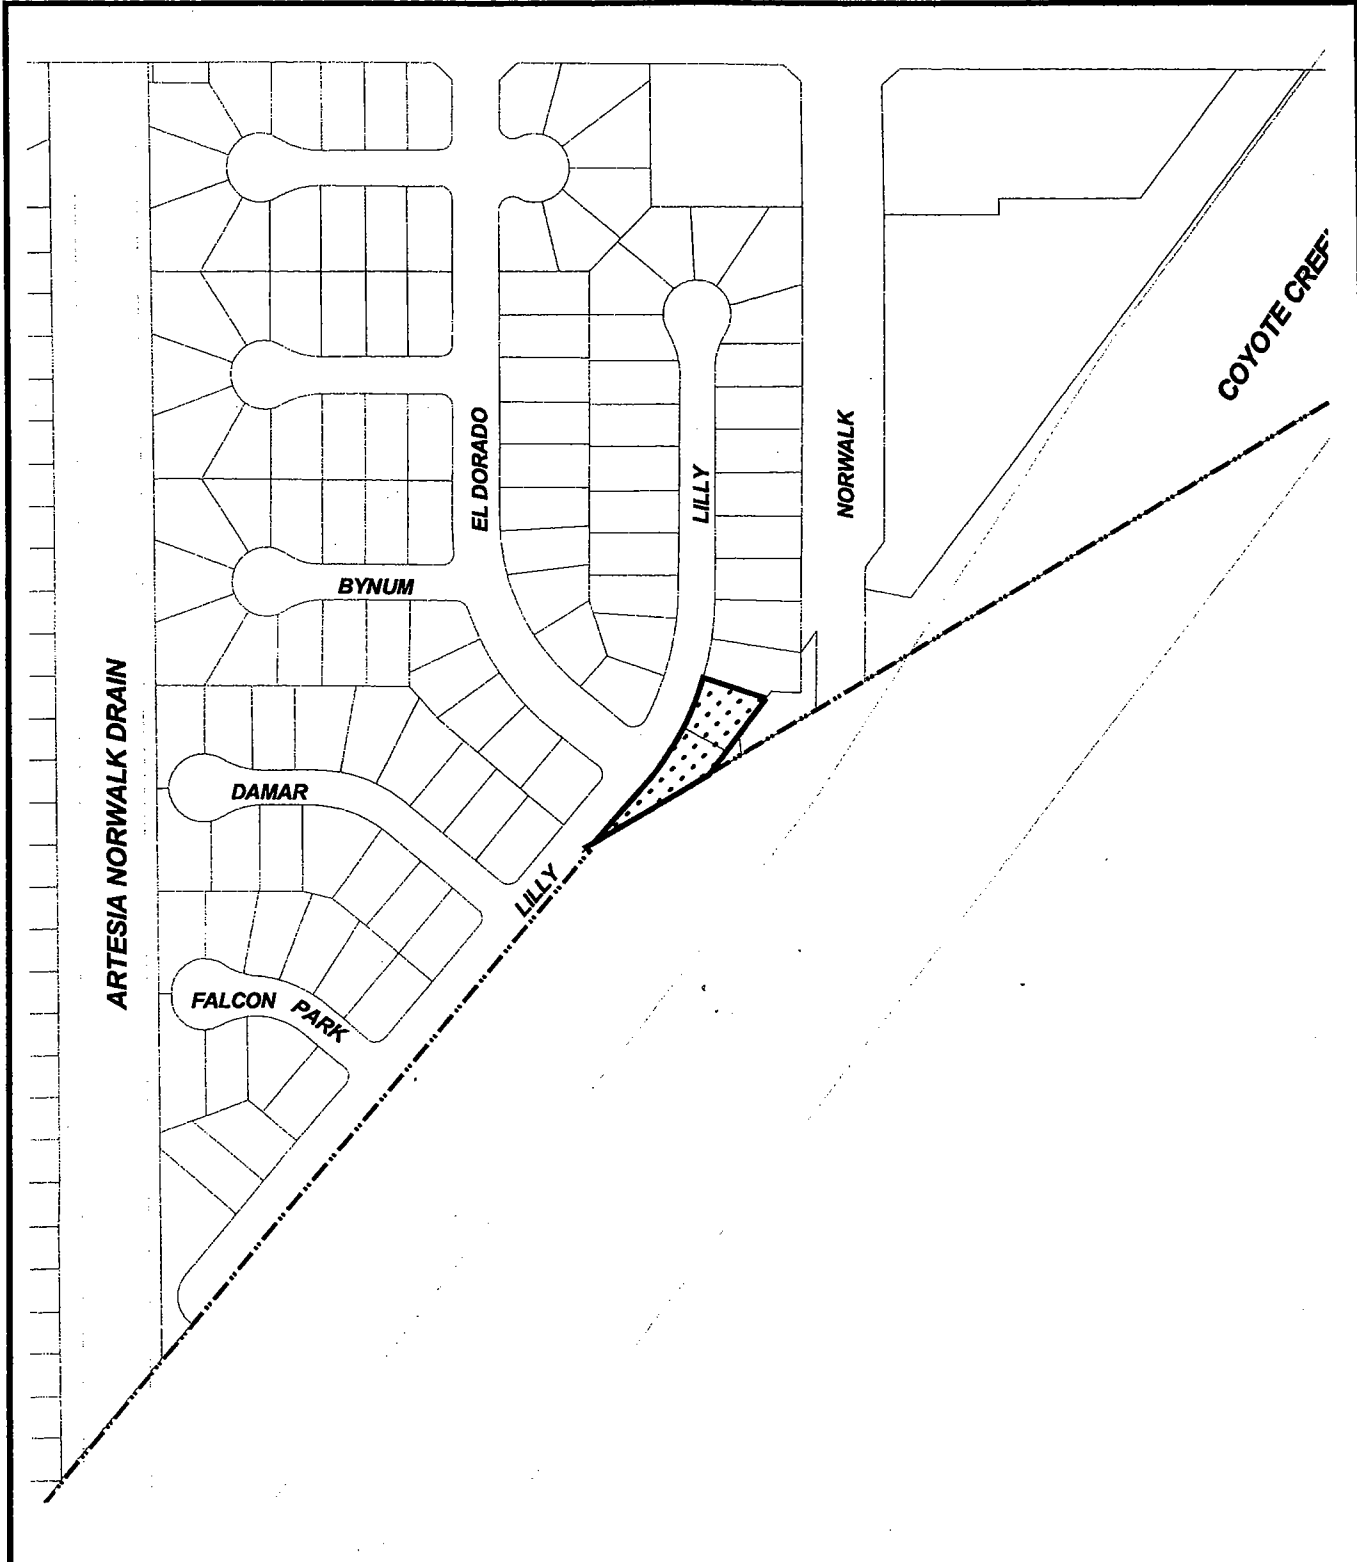 COYOTE CREE
EL DORADO
LILLY
NORWALK
BYNUM
ARTESIA NORWALK DRAIN
DAMAR
LILLY
FALCON PARK